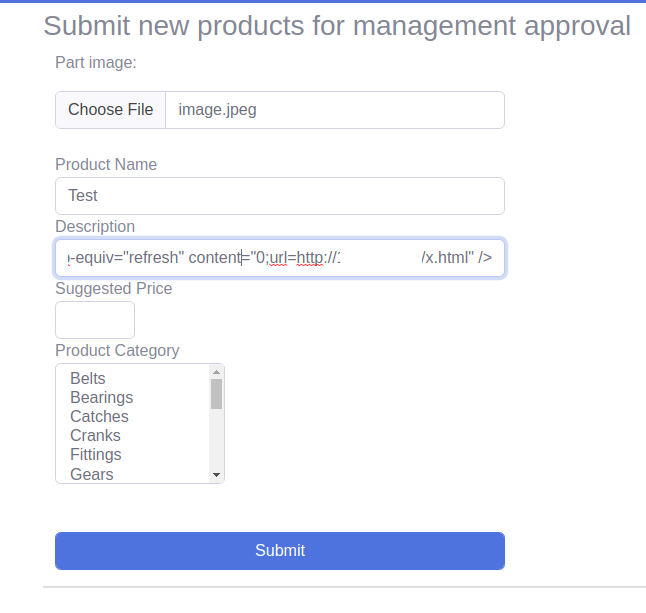 Submit new products for management approval
Part image:
Choose File image.jpeg
Product Name
Test
Description
-equiv="refresh" content="0;url=http:// /x.html" />
Suggested Price
Product Category
Belts
Bearings
Catches
Cranks
Fittings
Gears
Submit